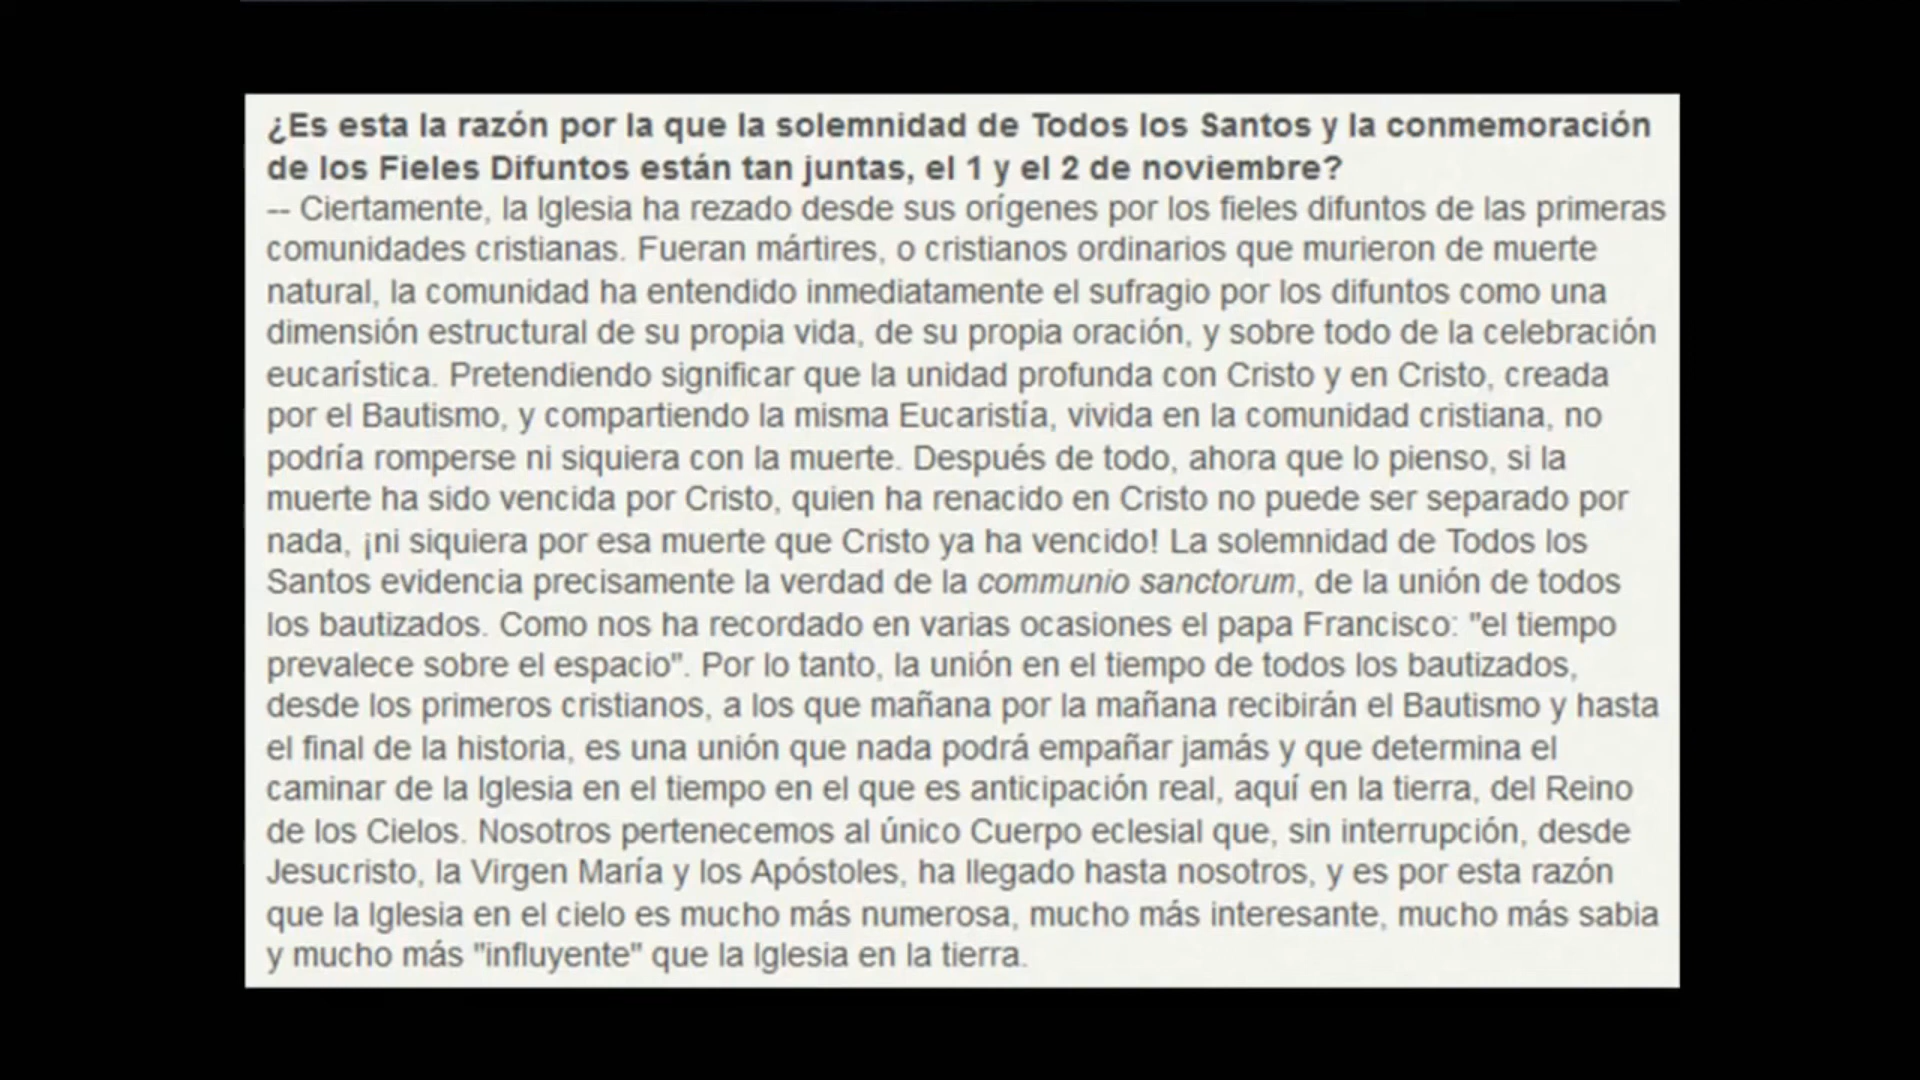 ¿Es esta la razón por la que la solemnidad de Todos los Santos y la conmemoración
de los Fieles Difuntos están tan juntas, el 1 y el 2 de noviembre?
-- Ciertamente, la Iglesia ha rezado desde sus orígenes por los fieles difuntos de las primeras
comunidades cristianas. Fueran mártires, o cristianos ordinarios que murieron de muerte
natural, la comunidad ha entendido inmediatamente el sufragio por los difuntos como una
dimensión estructural de su propia vida, de su propia oración, y sobre todo de la celebración
eucarística. Pretendiendo significar que la unidad profunda con Cristo y en Cristo, creada
por el Bautismo, y compartiendo la misma Eucaristía, vivida en la comunidad cristiana, no
podría romperse ni siquiera con la muerte. Después de todo, ahora que lo pienso, si la
muerte ha sido vencida por Cristo, quien ha renacido en Cristo no puede ser separado por
nada, ¡ni siquiera por esa muerte que Cristo ya ha vencido! La solemnidad de Todos los
Santos evidencia precisamente la verdad de la communio sanctorum, de la unión de todos
los bautizados. Como nos ha recordado en varias ocasiones el papa Francisco: "el tiempo
prevalece sobre el espacio". Por lo tanto, la unión en el tiempo de todos los bautizados,
desde los primeros cristianos, a los que mañana por la mañana recibirán el Bautismo y hasta
el final de la historia, es una unión que nada podrá empañar jamás y que determina el
caminar de la Iglesia en el tiempo en el que es anticipación real, aquí en la tierra, del Reino
de los Cielos. Nosotros pertenecemos al único Cuerpo eclesial que, sin interrupción, desde
Jesucristo, la Virgen María y los Apóstoles, ha llegado hasta nosotros, y es por esta razón
que la Iglesia en el cielo es mucho más numerosa, mucho más interesante, mucho más sabia
y mucho más "influyente" que la Iglesia en la tierra.